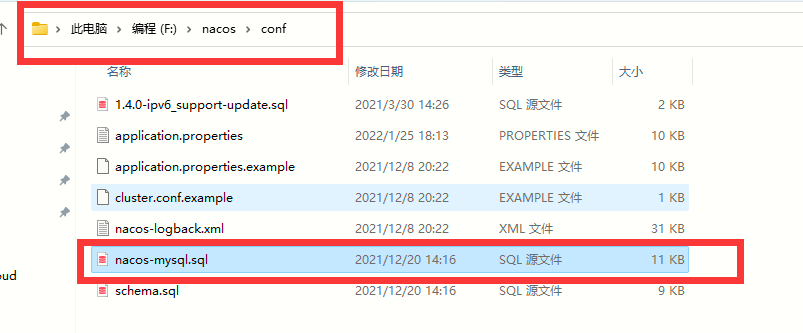 此电脑 > 编程 (F:) > nacos > conf
名称 修改日期 类型 大小
1.4.0-ipv6_support-update.sql 2021/3/30 14:26 SQL 源文件 2 KB
application.properties 2022/1/25 18:13 PROPERTIES 文件 10 KB
application.properties.example 2021/12/8 20:22 EXAMPLE 文件 10 KB
cluster.conf.example 2021/12/8 20:22 EXAMPLE 文件 1 KB
nacos-logback.xml 2021/12/8 20:22 XML 文件 31 KB
nacos-mysql.sql 2021/12/20 14:16 SQL 源文件 11 KB
oud
schema.sql 2021/12/20 14:16 SQL 源文件 9 KB